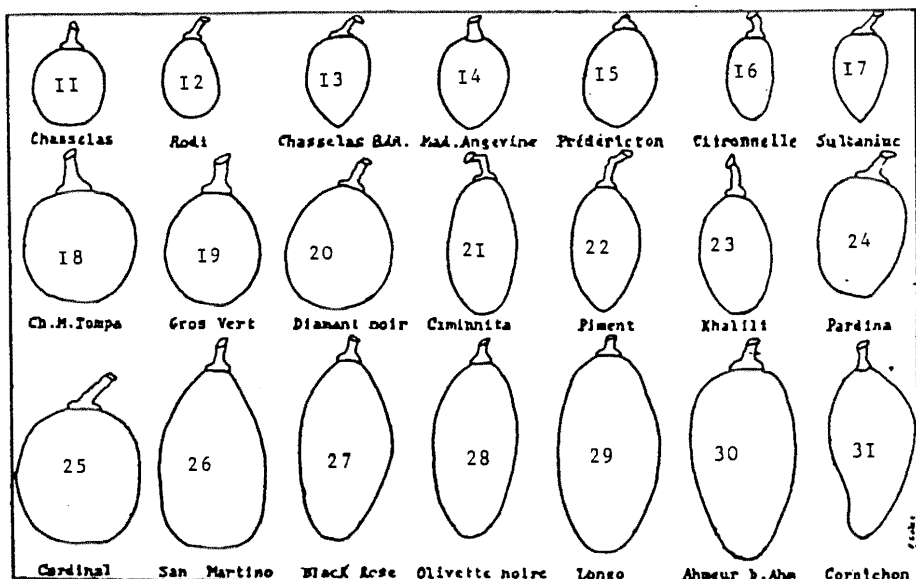 II I2 I3 I4 I5 I6 I7
Chasselas Rodi Chasselas Bdr. Mad.Angevine Frédéricton Citronnelle Sultanine
I8 I9 20 2I 22 23 24
Ch.M.Tompa Gros Vert Diamant noir Ciminnita Piment Khalili Pardina
25 26 27 28 29 30 3I
Cardinal San Martino Black Rose Olivette noire Longo Ahmeur b.Ahm Cornichon